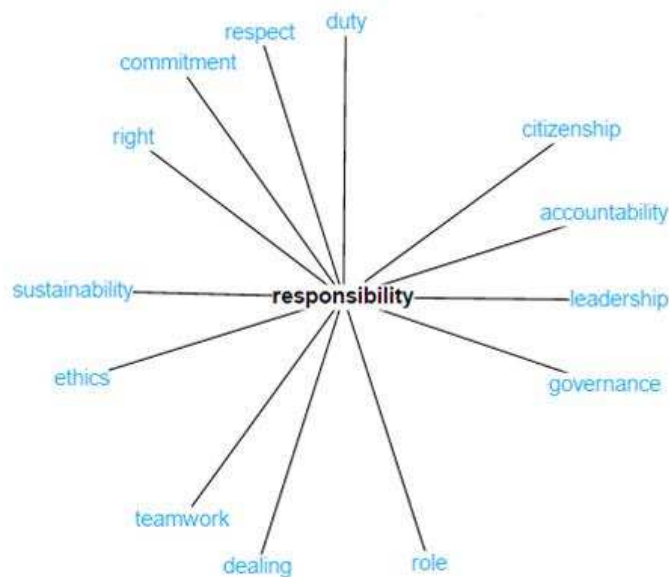 duty
respect
commitment
citizenship
right
accountability
sustainability
responsibility
leadership
ethics
governance
teamwork
dealing
role